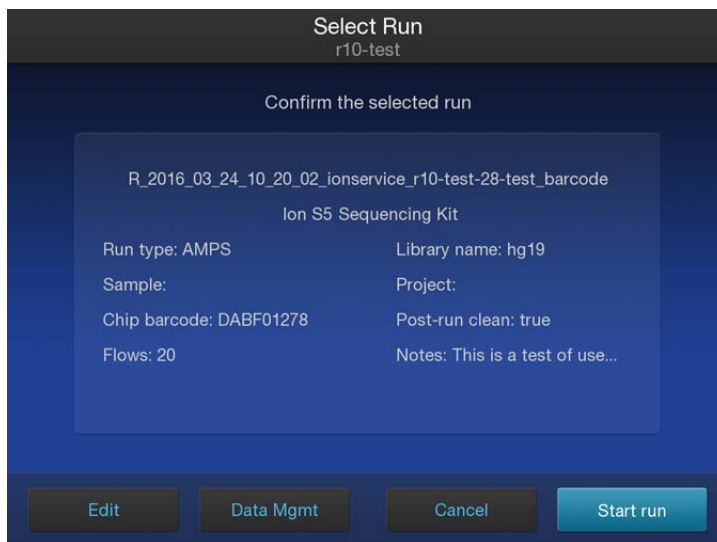 Select Run
r10-test
Confirm the selected run
R_2016_03_24_10_20_02_ionservice_r10-test-28-test_barcode
Ion S5 Sequencing Kit
Run type: AMPS
Library name: hg19
Sample:
Project:
Chip barcode: DABF01278
Post-run clean: true
Flows: 20
Notes: This is a test of use...
Edit
Data Mgmt
Cancel
Start run